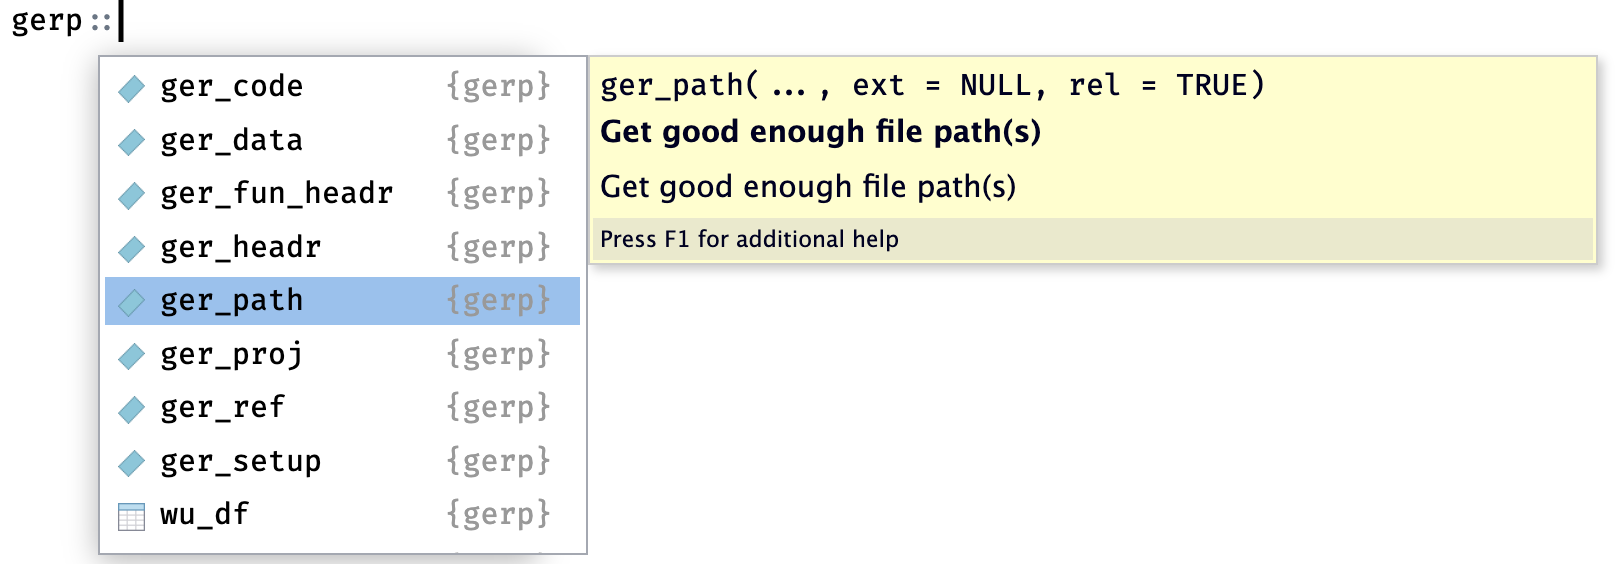 gerp::
ger_code {gerp}
ger_data {gerp}
ger_fun_headr {gerp}
ger_headr {gerp}
ger_path {gerp}
ger_proj {gerp}
ger_ref {gerp}
ger_setup {gerp}
wu_df {gerp}
ger_path(..., ext = NULL, rel = TRUE)
Get good enough file path(s)
Get good enough file path(s)
Press F1 for additional help